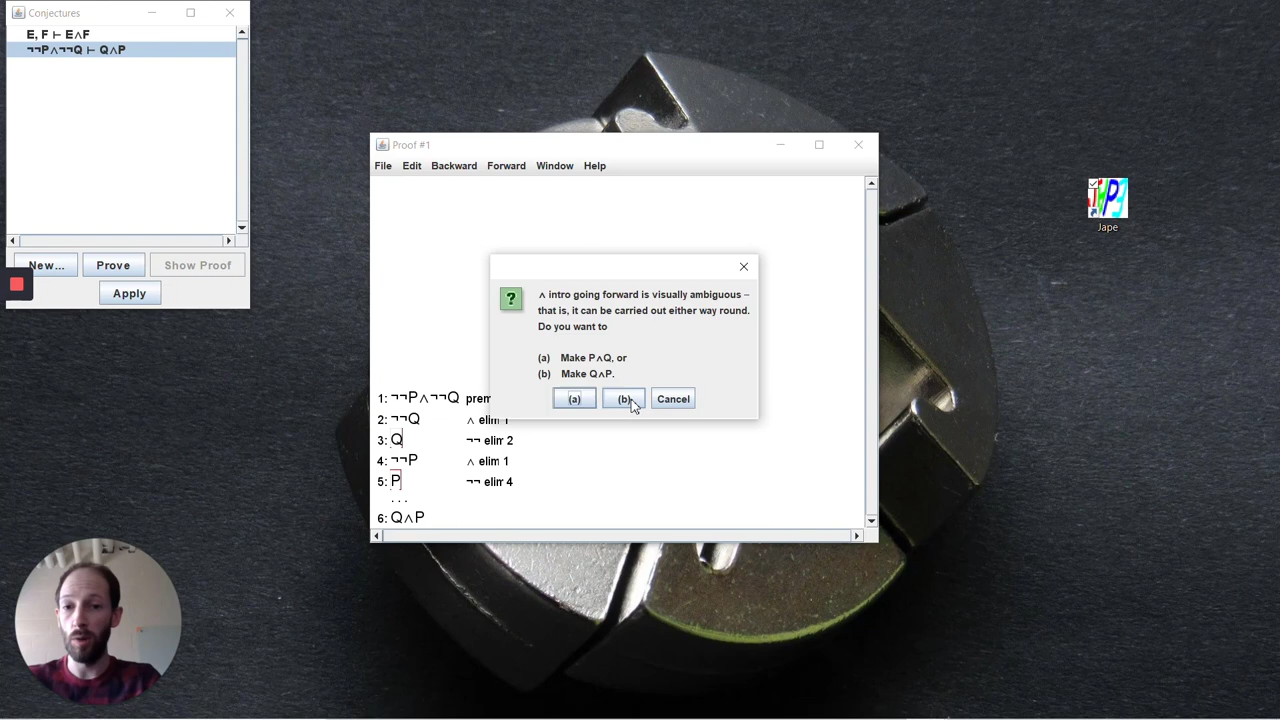 Conjectures
E, F ⊢ E∧F
¬¬P∧¬¬Q ⊢ Q∧P
New...
Prove
Show Proof
Apply
Proof #1
File Edit Backward Forward Window Help
∧ intro going forward is visually ambiguous –
that is, it can be carried out either way round.
Do you want to
(a) Make P∧Q, or
(b) Make Q∧P.
(a) (b) Cancel
1: ¬¬P∧¬¬Q prem
2: ¬¬Q ∧ elim 1
3: Q ¬¬ elim 2
4: ¬¬P ∧ elim 1
5: P ¬¬ elim 4
. . .
6: Q∧P
Jape